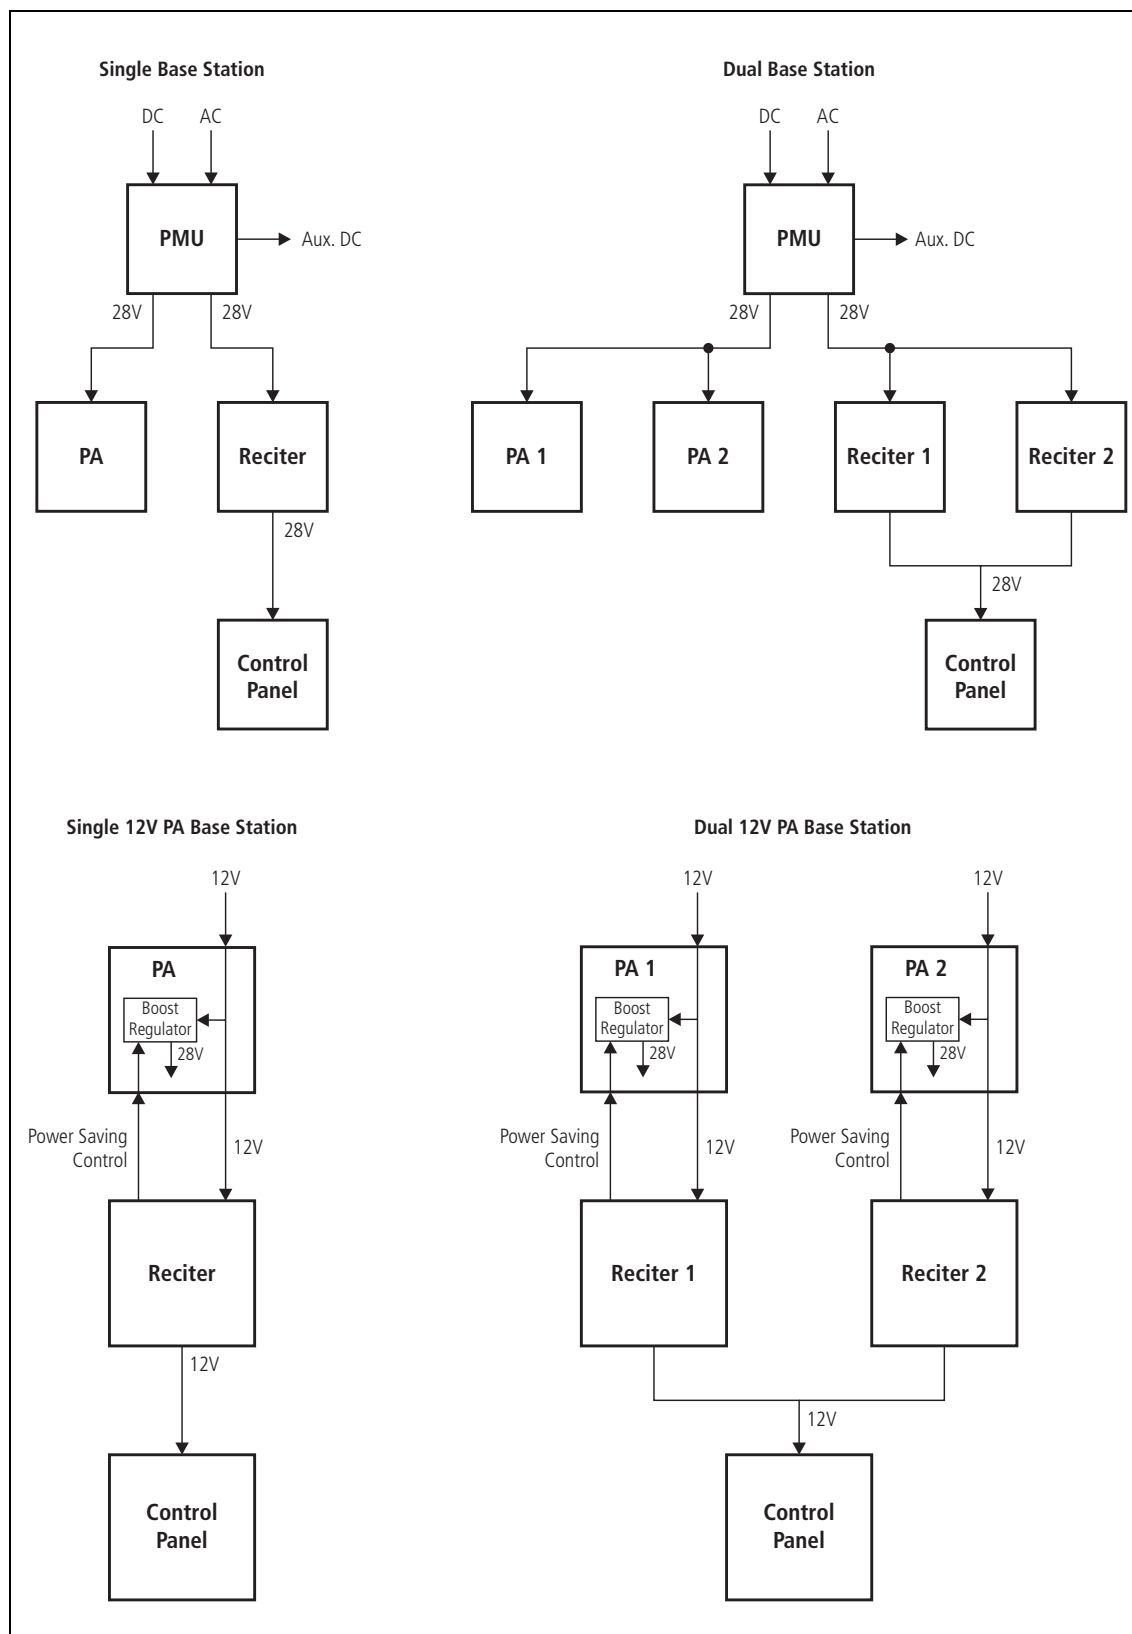 Single Base Station
DC
AC
PMU
Aux. DC
28V
28V
PA
Reciter
28V
Control
Panel
Dual Base Station
DC
AC
PMU
Aux. DC
28V
28V
PA 1
PA 2
Reciter 1
Reciter 2
28V
Control
Panel
Single 12V PA Base Station
12V
PA
Boost
Regulator
28V
Power Saving
Control
12V
Reciter
12V
Control
Panel
Dual 12V PA Base Station
12V
12V
PA 1
Boost
Regulator
28V
PA 2
Boost
Regulator
28V
Power Saving
Control
12V
Power Saving
Control
12V
Reciter 1
Reciter 2
12V
Control
Panel